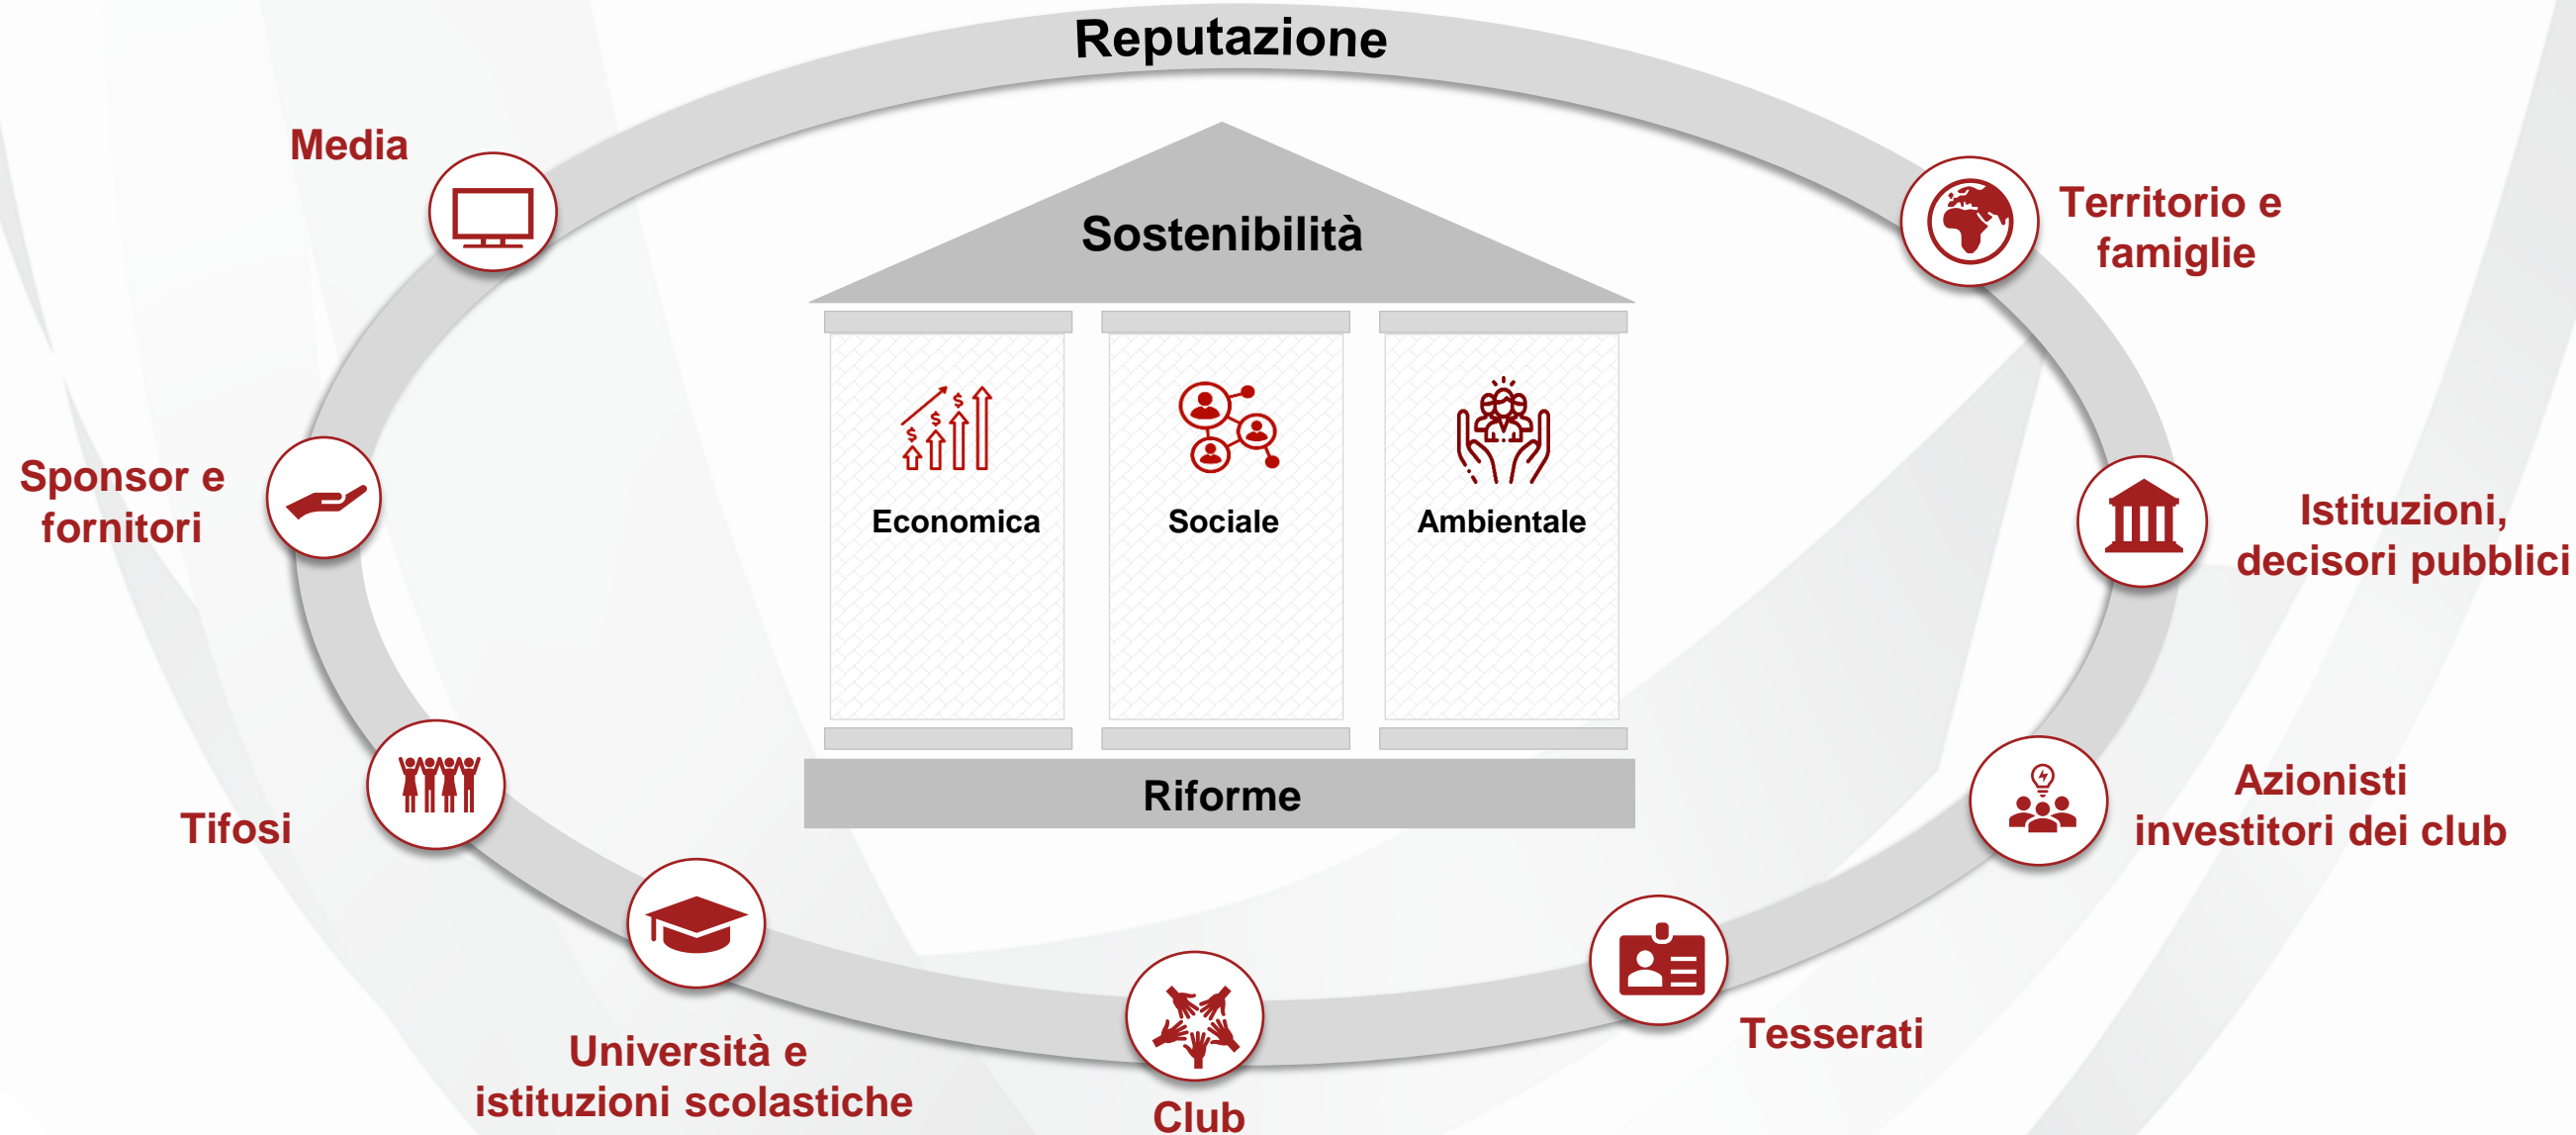 Reputazione
Media
Territorio e
famiglie
Sostenibilità
Sponsor e
fornitori
Economica
Sociale
Ambientale
Istituzioni,
decisori pubblici
Riforme
Tifosi
Azionisti
investitori dei club
Università e
istituzioni scolastiche
Club
Tesserati